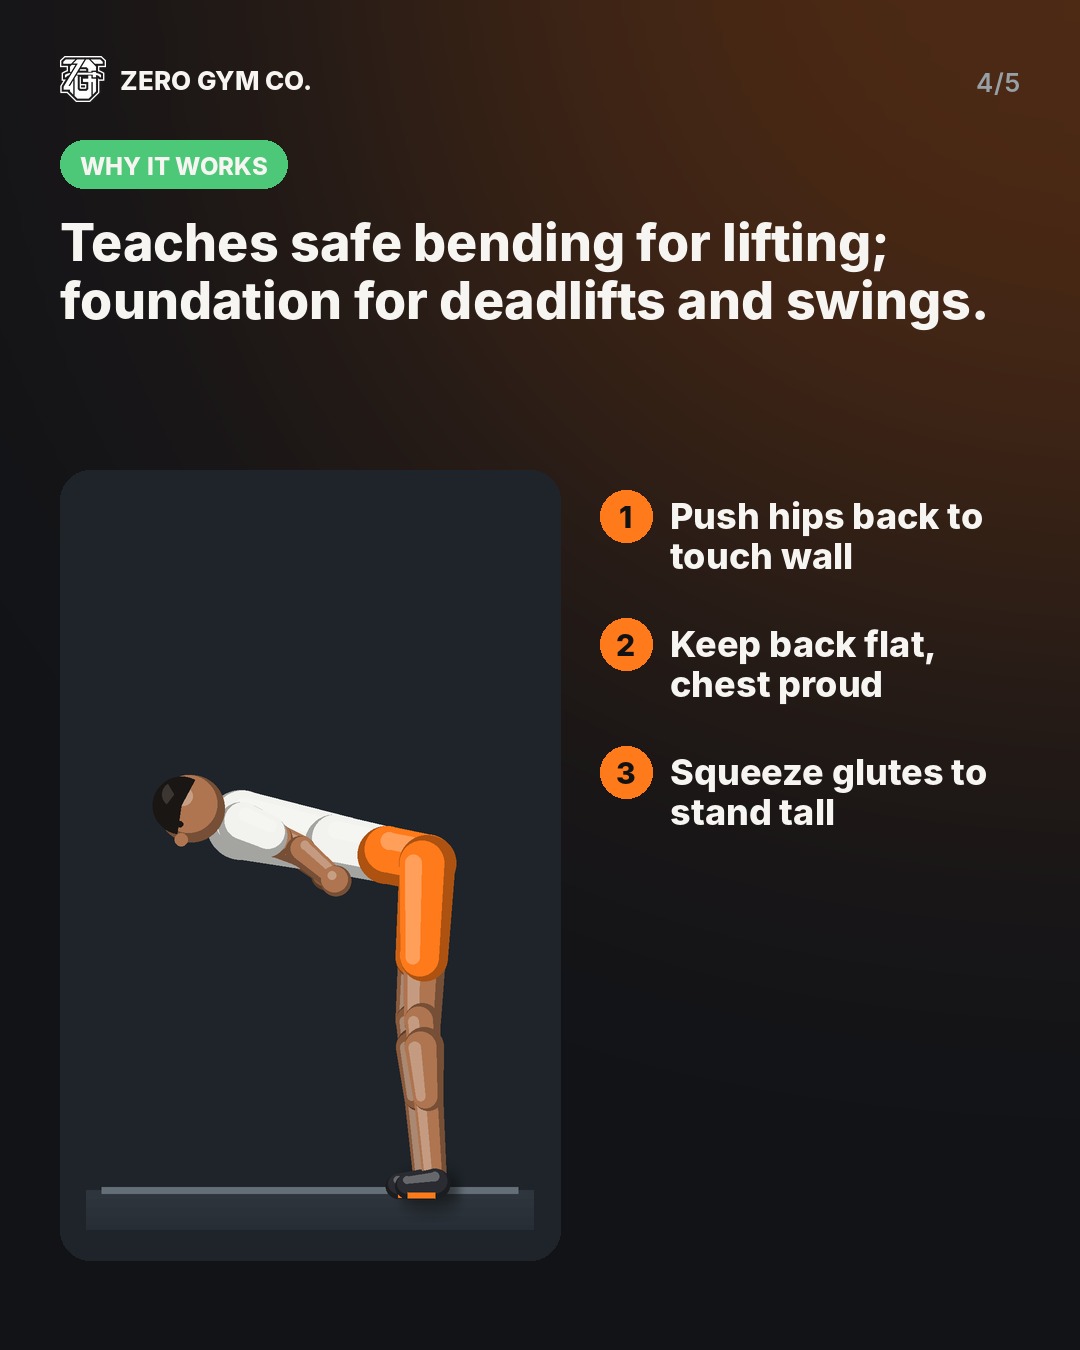 ZERO GYM CO.
4/5
WHY IT WORKS
Teaches safe bending for lifting;
foundation for deadlifts and swings.
1 Push hips back to
touch wall
2 Keep back flat,
chest proud
3 Squeeze glutes to
stand tall